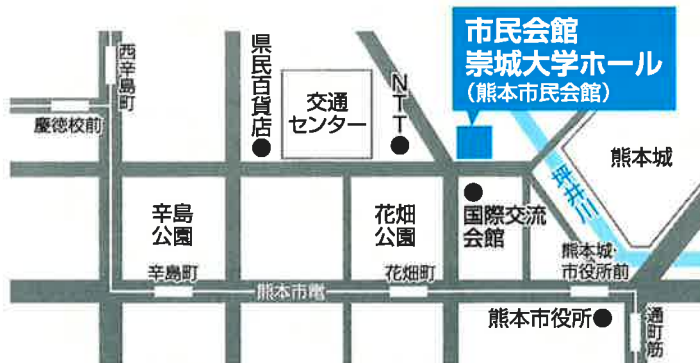 市民会館
崇城大学ホール
（熊本市民会館）
西辛島町
慶徳校前
県民百貨店
交通
センター
NTT
熊本城
坪井川
辛島
公園
花畑
公園
国際交流
会館
熊本城・
市役所前
辛島町
熊本市電
花畑町
熊本市役所
通町筋